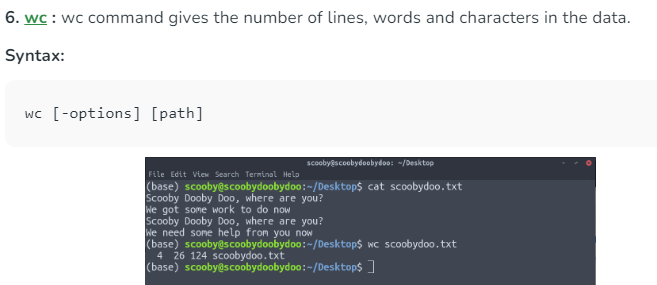 6. wc : wc command gives the number of lines, words and characters in the data.
Syntax:
wc [-options] [path]
scooby@scoobydoobydoo: ~/Desktop
File Edit View Search Terminal Help
(base) scooby@scoobydoobydoo:~/Desktop$ cat scoobydoo.txt
Scooby Dooby Doo, where are you?
We got some work to do now
Scooby Dooby Doo, where are you?
We need some help from you now
(base) scooby@scoobydoobydoo:~/Desktop$ wc scoobydoo.txt
4 26 124 scoobydoo.txt
(base) scooby@scoobydoobydoo:~/Desktop$